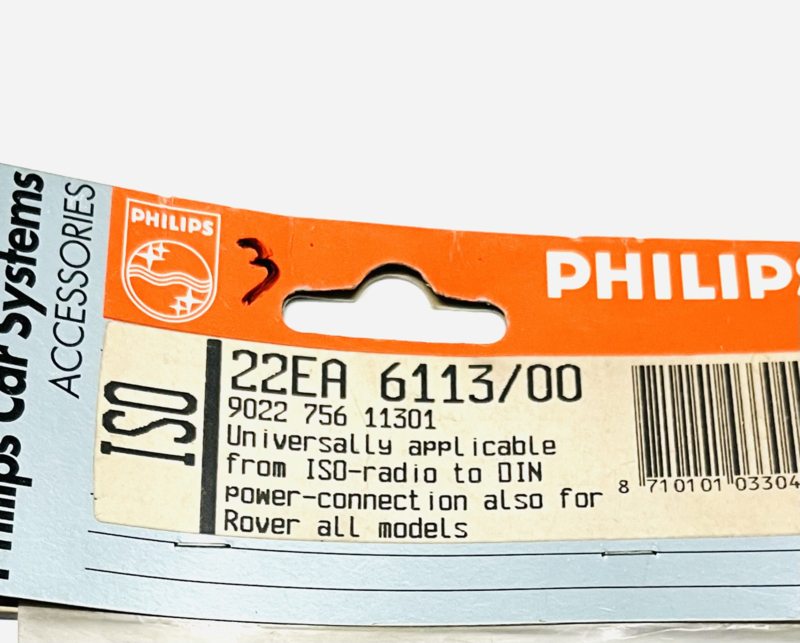 Philips Car Systems
ACCESSORIES
PHILIPS
3
PHILIPS
ISO
22EA 6113/00
9022 756 11301
Universally applicable
from ISO-radio to DIN
power-connection also for
Rover all models
8 710101 03304